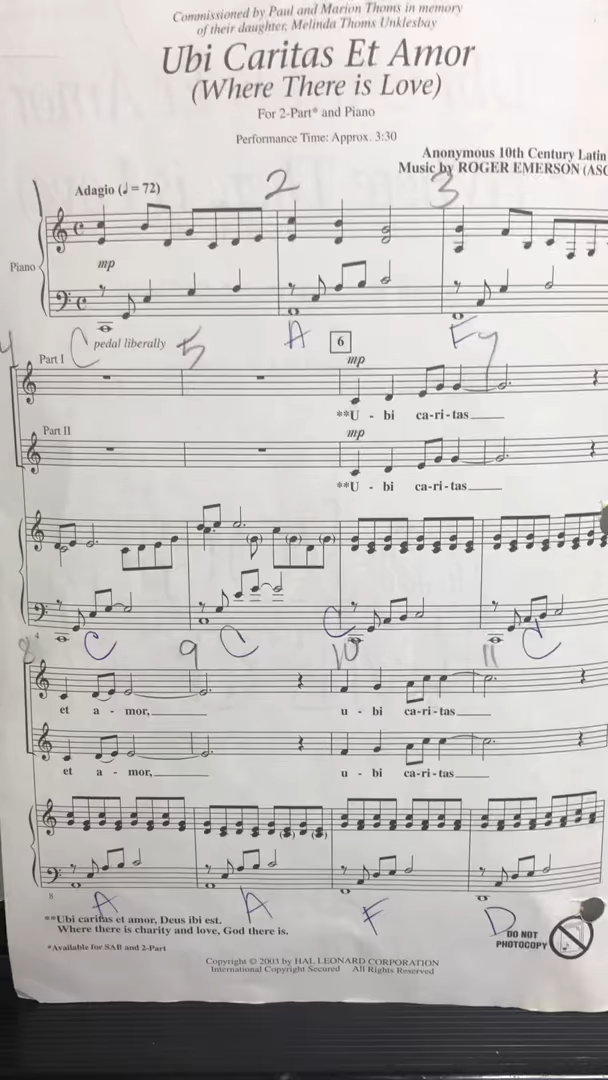 Commissioned by Paul and Marion Thoms in memory
of their daughter, Melinda Thoms Unklesbay
Ubi Caritas Et Amor
(Where There is Love)
For 2-Part* and Piano
Performance Time: Approx. 3:30
Anonymous 10th Century Latin
Music by ROGER EMERSON (ASC
Adagio (♩ = 72)
2
3
Piano
mp
C
pedal liberally
A
F
4
5
6
7
Part I
mp
**U - bi ca-ri-tas
Part II
mp
**U - bi ca-ri-tas
4
C
C
C
C
8
9
10
11
et a - mor,
u - bi ca-ri-tas
et a - mor,
u - bi ca-ri-tas
8
A
A
F
D
**Ubi caritas et amor, Deus ibi est.
Where there is charity and love, God there is.
*Available for SAB and 2-Part
DO NOT
PHOTOCOPY
Copyright © 2003 by HAL LEONARD CORPORATION
International Copyright Secured All Rights Reserved